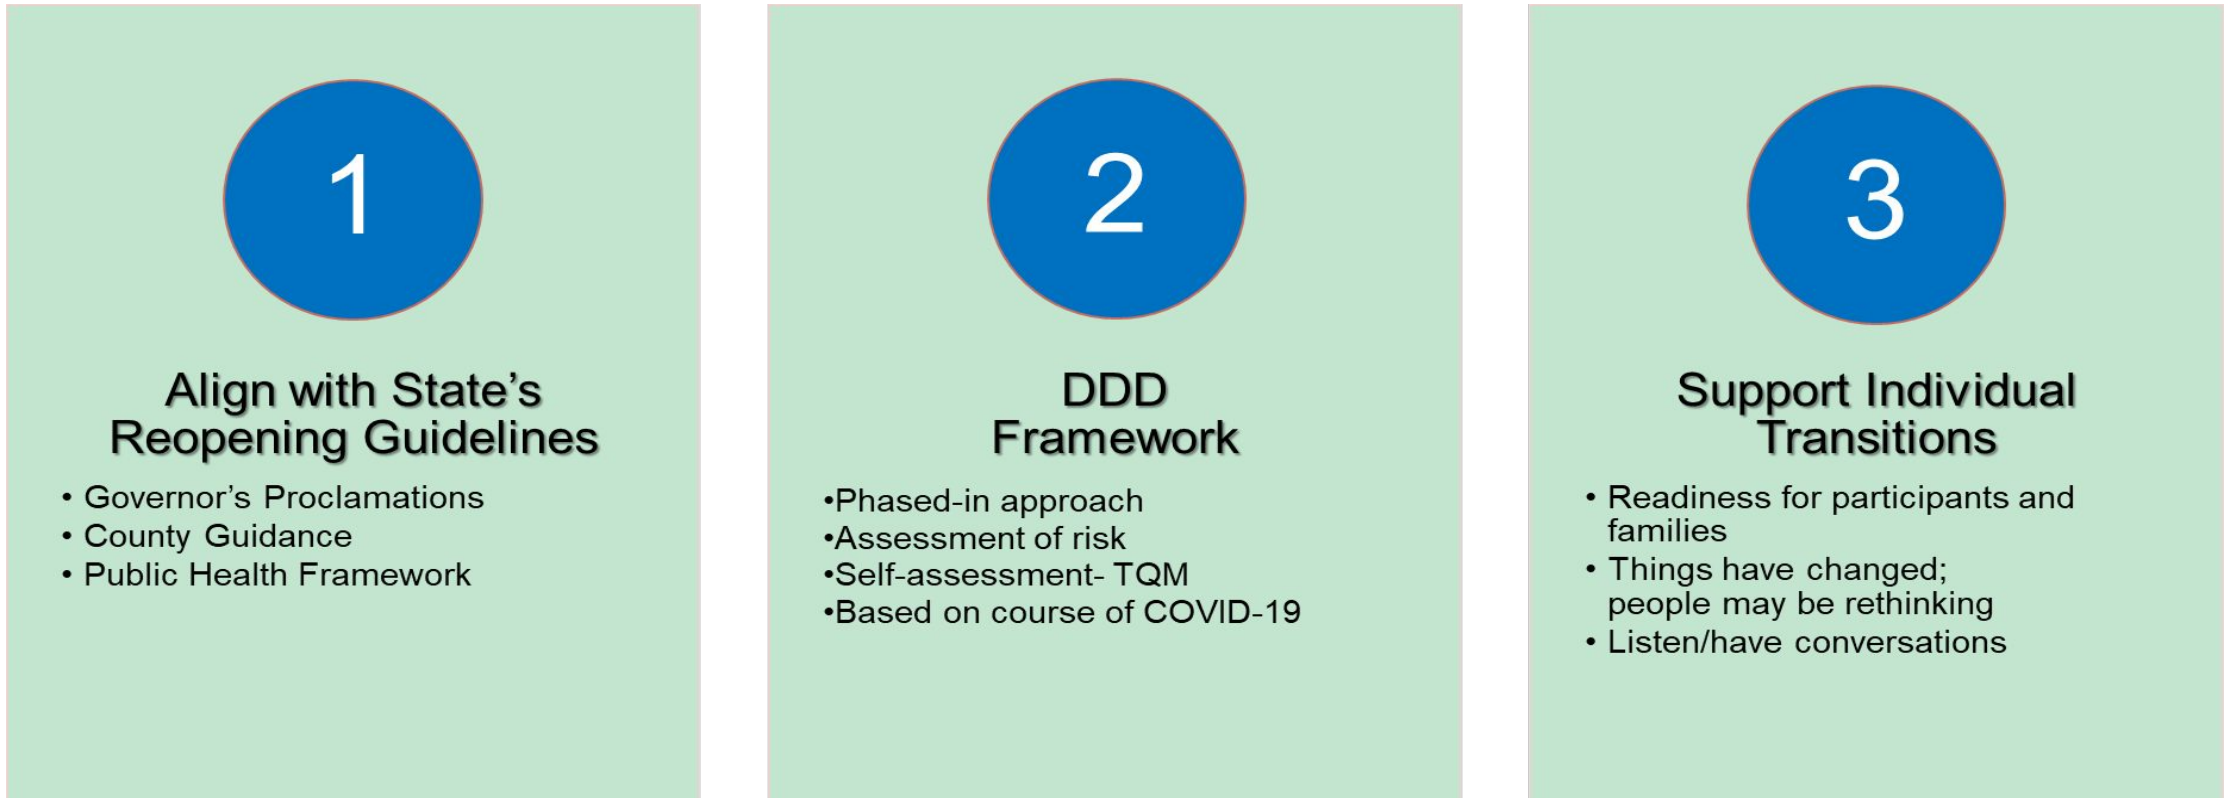 1
Align with State’s
Reopening Guidelines
• Governor’s Proclamations
• County Guidance
• Public Health Framework
2
DDD
Framework
•Phased-in approach
•Assessment of risk
•Self-assessment- TQM
•Based on course of COVID-19
3
Support Individual
Transitions
• Readiness for participants and
families
• Things have changed;
people may be rethinking
• Listen/have conversations